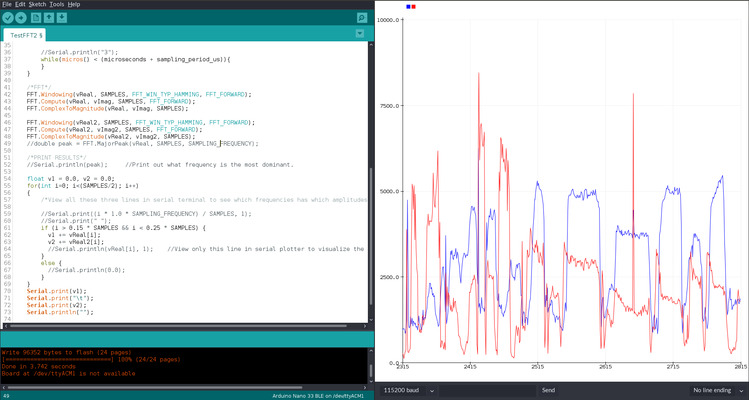 File Edit Sketch Tools Help
TestFFT2 §
35
36 //Serial.println("3");
37 while(micros() < (microseconds + sampling_period_us)){
38 }
39 }
40
41 /*FFT*/
42 FFT.Windowing(vReal, SAMPLES, FFT_WIN_TYP_HAMMING, FFT_FORWARD);
43 FFT.Compute(vReal, vImag, SAMPLES, FFT_FORWARD);
44 FFT.ComplexToMagnitude(vReal, vImag, SAMPLES);
45
46 FFT.Windowing(vReal2, SAMPLES, FFT_WIN_TYP_HAMMING, FFT_FORWARD);
47 FFT.Compute(vReal2, vImag2, SAMPLES, FFT_FORWARD);
48 FFT.ComplexToMagnitude(vReal2, vImag2, SAMPLES);
49 //double peak = FFT.MajorPeak(vReal, SAMPLES, SAMPLING_FREQUENCY);
50
51 /*PRINT RESULTS*/
52 //Serial.println(peak); //Print out what frequency is the most dominant.
53
54 float v1 = 0.0, v2 = 0.0;
55 for(int i=0; i<(SAMPLES/2); i++)
56 {
57 /*View all these three lines in serial terminal to see which frequencies has which amplitudes
58
59 //Serial.print((i * 1.0 * SAMPLING_FREQUENCY) / SAMPLES, 1);
60 //Serial.print(" ");
61 if (i > 0.15 * SAMPLES && i < 0.25 * SAMPLES) {
62 v1 += vReal[i];
63 v2 += vReal2[i];
64 //Serial.println(vReal[i], 1); //View only this line in serial plotter to visualize the
65 }
66 else {
67 //Serial.println(0.0);
68 }
69 }
70 Serial.print(v1);
71 Serial.print("\t");
72 Serial.print(v2);
73 Serial.println("");
74
Write 96352 bytes to flash (24 pages)
[==============================] 100% (24/24 pages)
Done in 3.742 seconds
Board at /dev/ttyACM1 is not available
49
Arduino Nano 33 BLE on /dev/ttyACM1
10000.0
7500.0
5000.0
2500.0
0.0
2315
2415
2515
2615
2715
2815
115200 baud
Send
No line ending